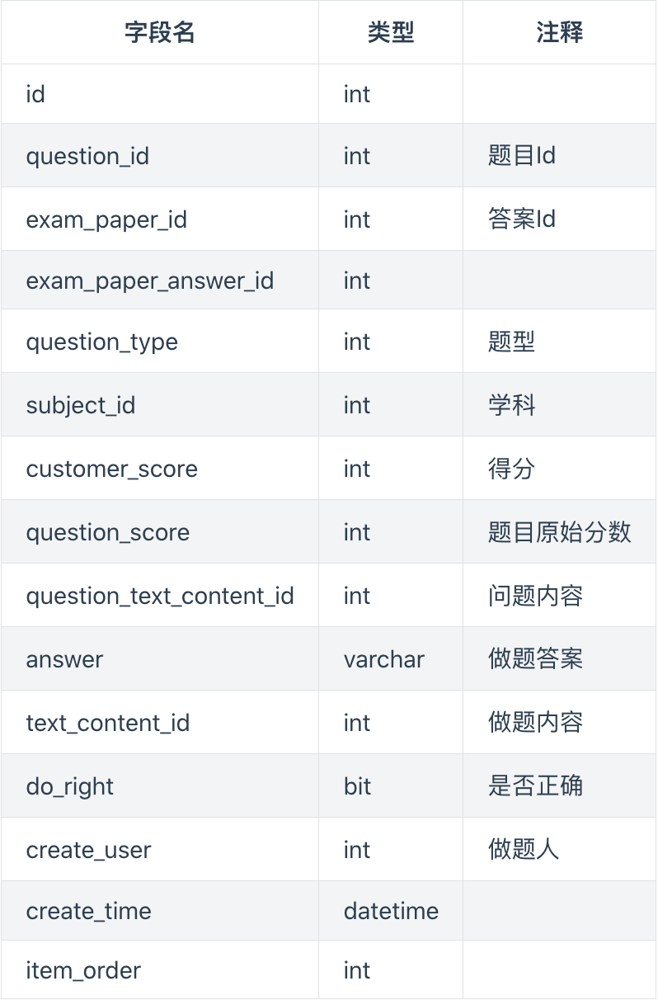 字段名 类型 注释
id int
question_id int 题目Id
exam_paper_id int 答案Id
exam_paper_answer_id int
question_type int 题型
subject_id int 学科
customer_score int 得分
question_score int 题目原始分数
question_text_content_id int 问题内容
answer varchar 做题答案
text_content_id int 做题内容
do_right bit 是否正确
create_user int 做题人
create_time datetime
item_order int